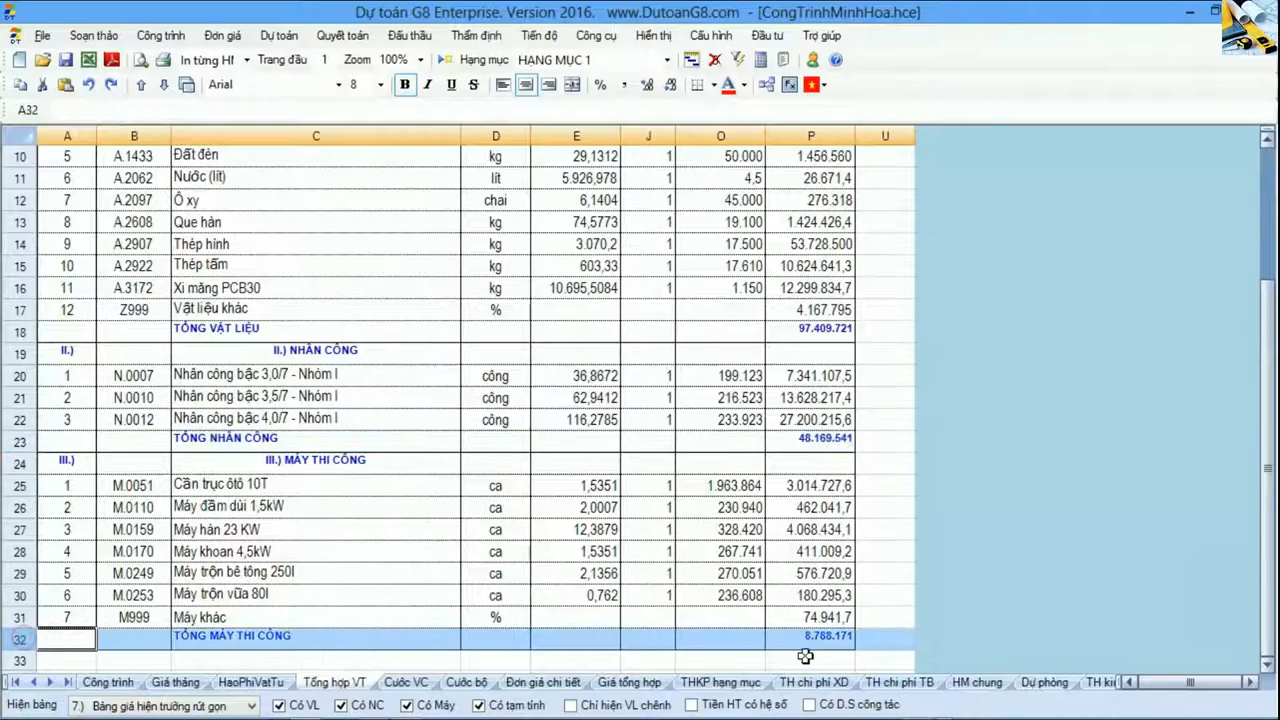 Dự toán G8 Enterprise. Version 2016. www.DutoanG8.com - [CongTrinhMinhHoa.hce]
File Soạn thảo Công trình Đơn giá Dự toán Quyết toán Đấu thầu Thẩm định Tiến độ Công cụ Hiển thị Cấu hình Đầu tư Trợ giúp
In từng Hf Trang đầu 1 Zoom 100% Hạng mục HANG MỤC 1
Arial 8 B I U S % ,
A32
A B C D E J O P U
10 5 A.1433 Đất đèn kg 29,1312 1 50.000 1.456.560
11 6 A.2062 Nước (lít) lít 5.926,978 1 4,5 26.671,4
12 7 A.2097 Ô xy chai 6,1404 1 45.000 276.318
13 8 A.2608 Que hàn kg 74,5773 1 19.100 1.424.426,4
14 9 A.2907 Thép hình kg 3.070,2 1 17.500 53.728.500
15 10 A.2922 Thép tấm kg 603,33 1 17.610 10.624.641,3
16 11 A.3172 Xi măng PCB30 kg 10.695,5084 1 1.150 12.299.834,7
17 12 Z999 Vật liệu khác % 4.167.795
18 TỔNG VẬT LIỆU 97.409.721
19 II.) II.) NHÂN CÔNG
20 1 N.0007 Nhân công bậc 3,0/7 - Nhóm I công 36,8672 1 199.123 7.341.107,5
21 2 N.0010 Nhân công bậc 3,5/7 - Nhóm I công 62,9412 1 216.523 13.628.217,4
22 3 N.0012 Nhân công bậc 4,0/7 - Nhóm I công 116,2785 1 233.923 27.200.215,6
23 TỔNG NHÂN CÔNG 48.169.541
24 III.) III.) MÁY THI CÔNG
25 1 M.0051 Cần trục ôtô 10T ca 1,5351 1 1.963.864 3.014.727,6
26 2 M.0110 Máy đầm dùi 1,5kW ca 2,0007 1 230.940 462.041,7
27 3 M.0159 Máy hàn 23 KW ca 12,3879 1 328.420 4.068.434,1
28 4 M.0170 Máy khoan 4,5kW ca 1,5351 1 267.741 411.009,2
29 5 M.0249 Máy trộn bê tông 250l ca 2,1356 1 270.051 576.720,9
30 6 M.0253 Máy trộn vữa 80l ca 0,762 1 236.608 180.295,3
31 7 M999 Máy khác % 74.941,7
32 TỔNG MÁY THI CÔNG 8.788.171
33
Công trình Giá tháng HaoPhiVatTu Tổng hợp VT Cước VC Cước bộ Đơn giá chi tiết Giá tổng hợp THKP hạng mục TH chi phí XD TH chi phí TB HM chung Dự phòng TH kin
Hiện bảng 7.) Bảng giá hiện trường rút gọn Có VL Có NC Có Máy Có tạm tính Chỉ hiện VL chênh Tiền HT có hệ số Có D.S công tác